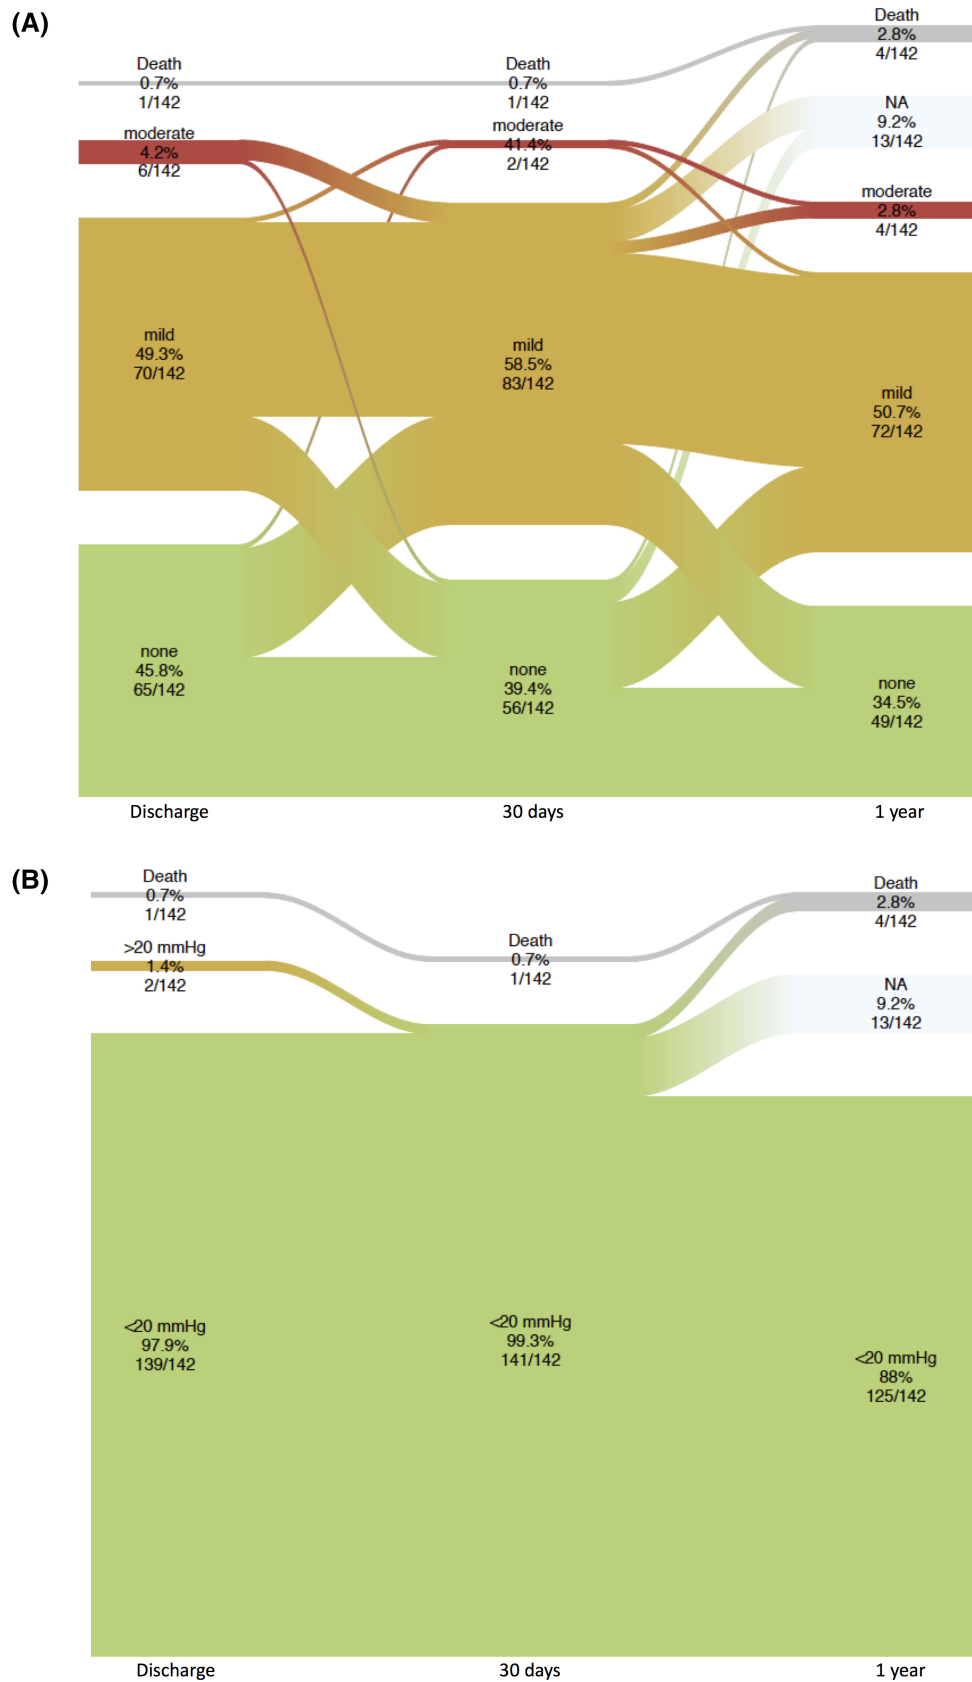 (A)
Death
0.7%
1/142
moderate
4.2%
6/142
mild
49.3%
70/142
none
45.8%
65/142
Death
0.7%
1/142
moderate
41.4%
2/142
mild
58.5%
83/142
none
39.4%
56/142
Death
2.8%
4/142
NA
9.2%
13/142
moderate
2.8%
4/142
mild
50.7%
72/142
none
34.5%
49/142
Discharge
30 days
1 year
(B)
Death
0.7%
1/142
>20 mmHg
1.4%
2/142
<20 mmHg
97.9%
139/142
Death
0.7%
1/142
<20 mmHg
99.3%
141/142
Death
2.8%
4/142
NA
9.2%
13/142
<20 mmHg
88%
125/142
Discharge
30 days
1 year